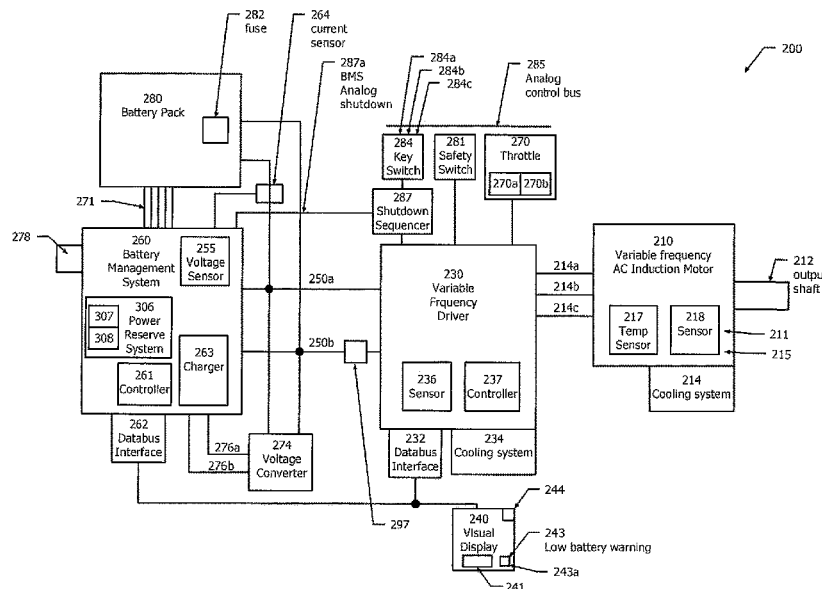 282
fuse
264
current
sensor
287a
BMS
Analog
shutdown
284a
284b
284c
285
Analog
control bus
200
280
Battery Pack
284
Key
Switch
281
Safety
Switch
270
Throttle
270a 270b
271
287
Shutdown
Sequencer
278
260
Battery
Management
System
255
Voltage
Sensor
250a
230
Variable
Frquency
Driver
214a
214b
214c
210
Variable frequency
AC Induction Motor
212
output
shaft
306
Power
Reserve
System
307
308
250b
217
Temp
Sensor
218
Sensor
211
215
263
Charger
261
Controller
236
Sensor
237
Controller
214
Cooling system
262
Databus
Interface
276a
276b
274
Voltage
Converter
232
Databus
Interface
234
Cooling system
297
244
240
Visual
Display
243
Low battery warning
243a
241